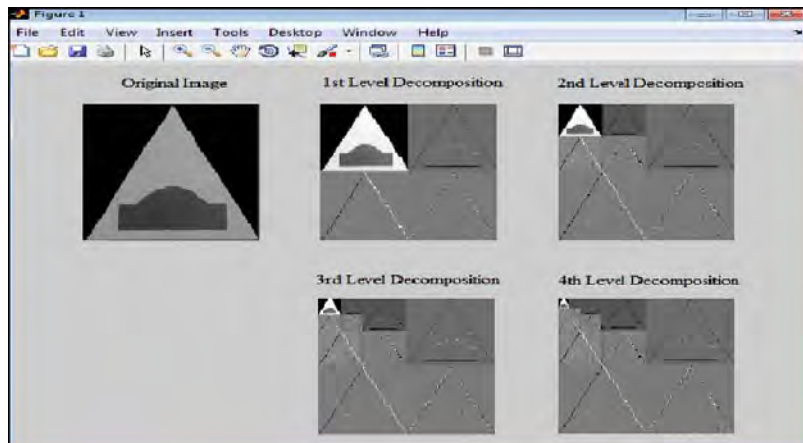 Figure 1
File Edit View Insert Tools Desktop Window Help
Original Image
1st Level Decomposition
2nd Level Decomposition
3rd Level Decomposition
4th Level Decomposition